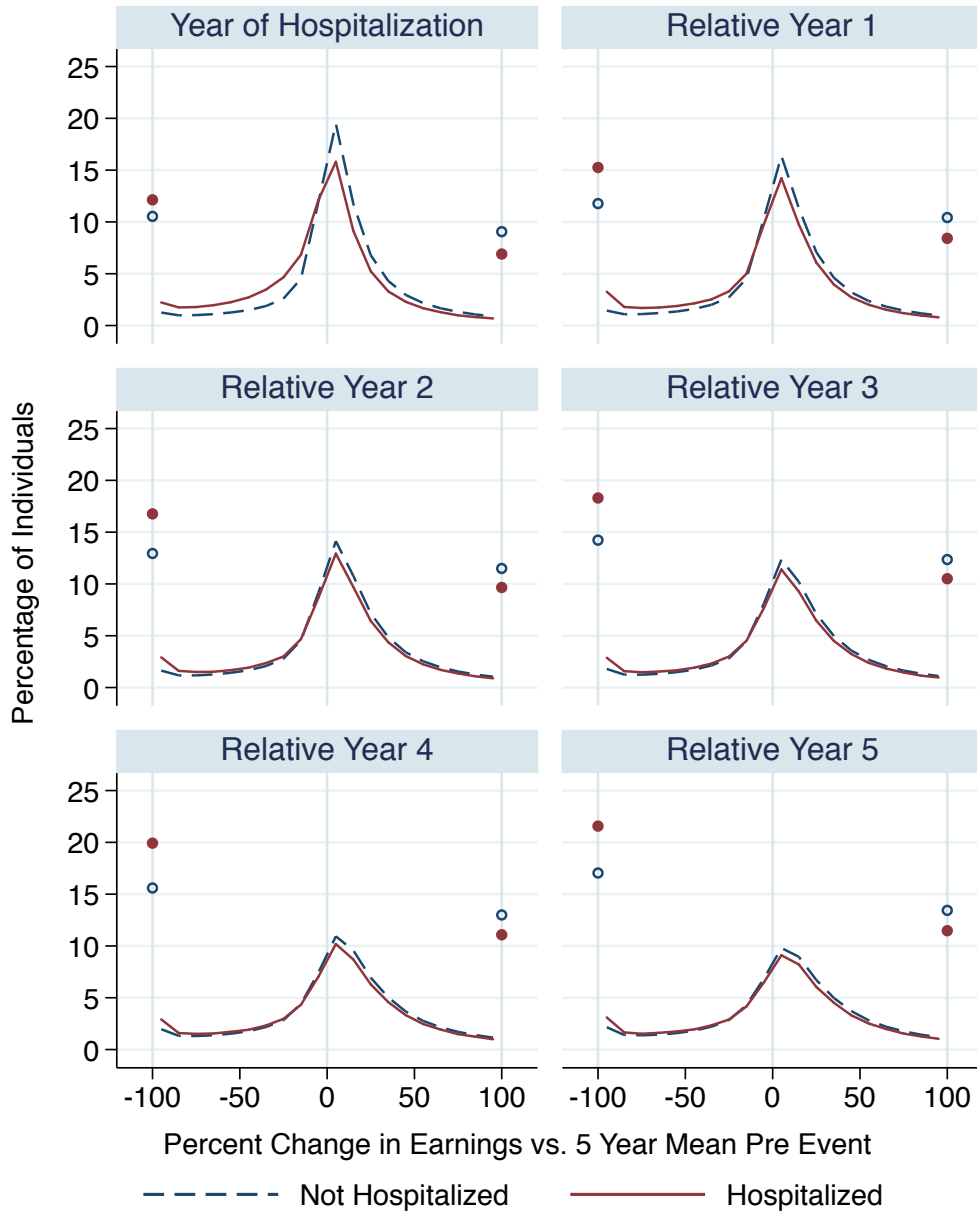 Year of Hospitalization
Relative Year 1
25
20
15
10
5
0
Relative Year 2
Relative Year 3
25
20
15
10
5
0
Relative Year 4
Relative Year 5
25
20
15
10
5
0
-100 -50 0 50 100
-100 -50 0 50 100
Percentage of Individuals
Percent Change in Earnings vs. 5 Year Mean Pre Event
Not Hospitalized
Hospitalized